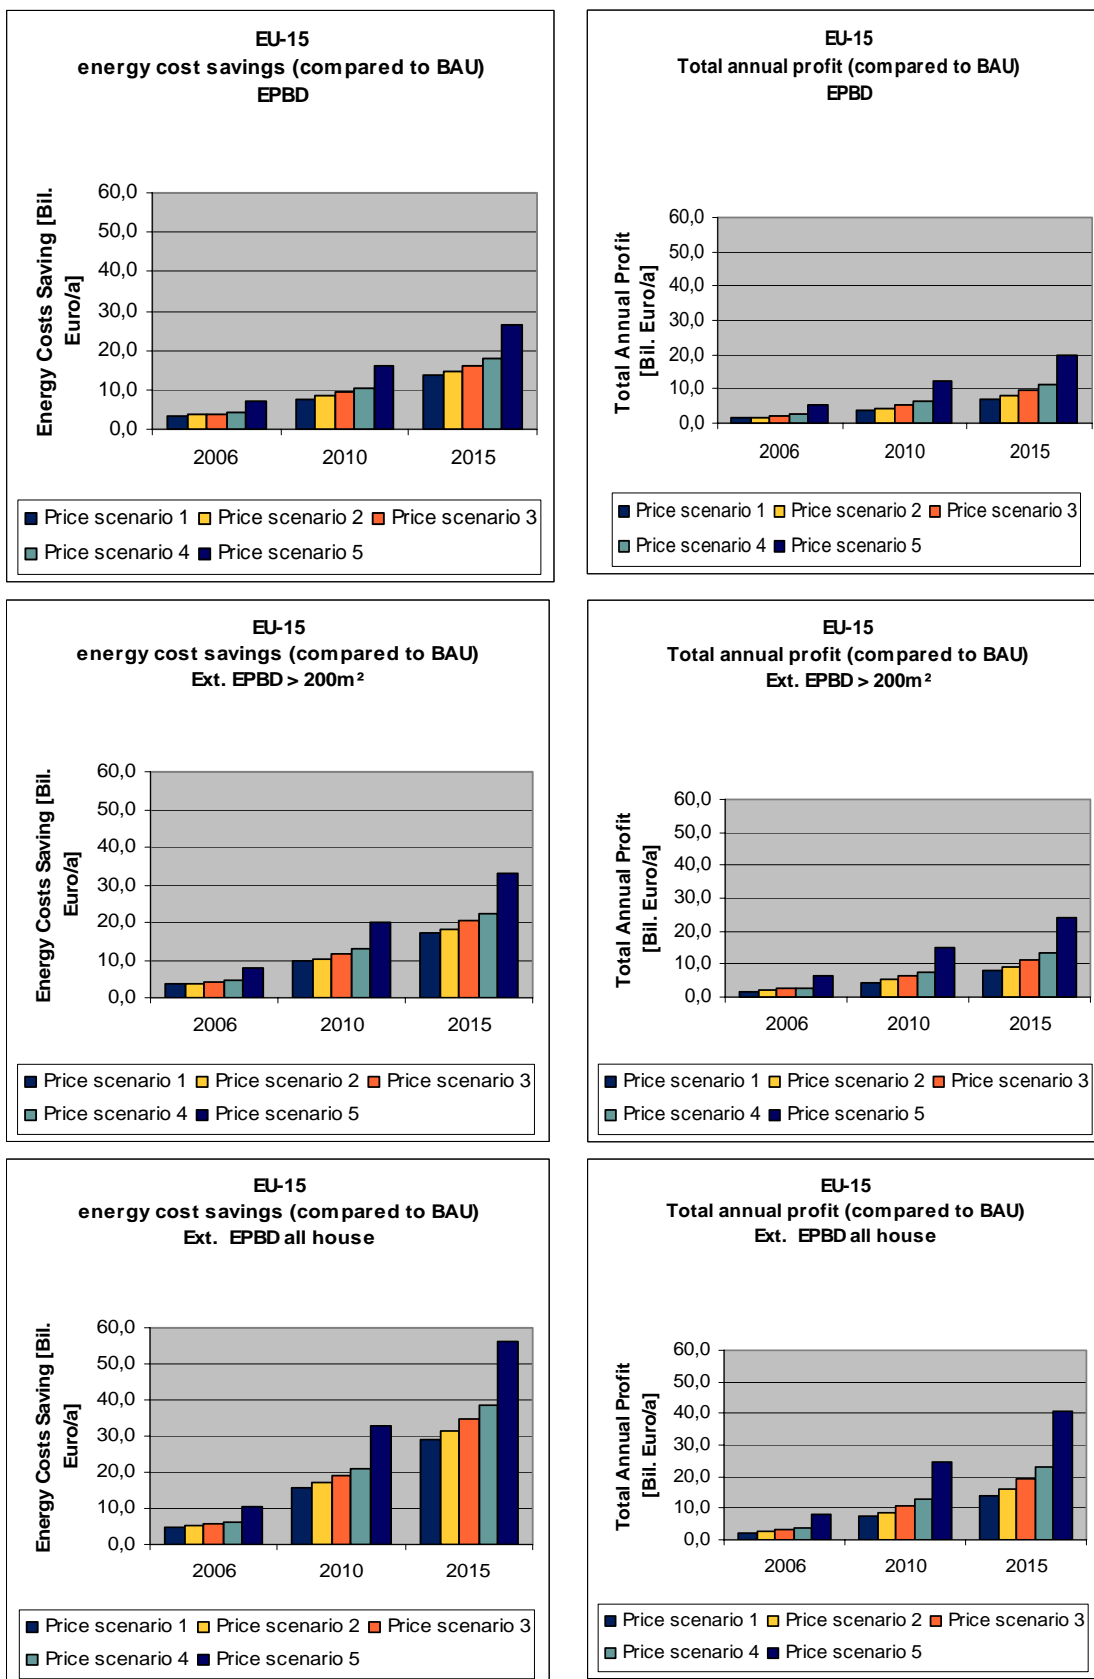 EU-15
energy cost savings (compared to BAU)
EPBD
Energy Costs Saving [Bil.
Euro/a]
60,0
50,0
40,0
30,0
20,0
10,0
0,0
2006 2010 2015
Price scenario 1 Price scenario 2 Price scenario 3
Price scenario 4 Price scenario 5
EU-15
Total annual profit (compared to BAU)
EPBD
Total Annual Profit
[Bil. Euro/a]
60,0
50,0
40,0
30,0
20,0
10,0
0,0
2006 2010 2015
Price scenario 1 Price scenario 2 Price scenario 3
Price scenario 4 Price scenario 5
EU-15
energy cost savings (compared to BAU)
Ext. EPBD > 200m²
Energy Costs Saving [Bil.
Euro/a]
60,0
50,0
40,0
30,0
20,0
10,0
0,0
2006 2010 2015
Price scenario 1 Price scenario 2 Price scenario 3
Price scenario 4 Price scenario 5
EU-15
Total annual profit (compared to BAU)
Ext. EPBD > 200m²
Total Annual Profit
[Bil. Euro/a]
60,0
50,0
40,0
30,0
20,0
10,0
0,0
2006 2010 2015
Price scenario 1 Price scenario 2 Price scenario 3
Price scenario 4 Price scenario 5
EU-15
energy cost savings (compared to BAU)
Ext. EPBD all house
Energy Costs Saving [Bil.
Euro/a]
60,0
50,0
40,0
30,0
20,0
10,0
0,0
2006 2010 2015
Price scenario 1 Price scenario 2 Price scenario 3
Price scenario 4 Price scenario 5
EU-15
Total annual profit (compared to BAU)
Ext. EPBD all house
Total Annual Profit
[Bil. Euro/a]
60,0
50,0
40,0
30,0
20,0
10,0
0,0
2006 2010 2015
Price scenario 1 Price scenario 2 Price scenario 3
Price scenario 4 Price scenario 5